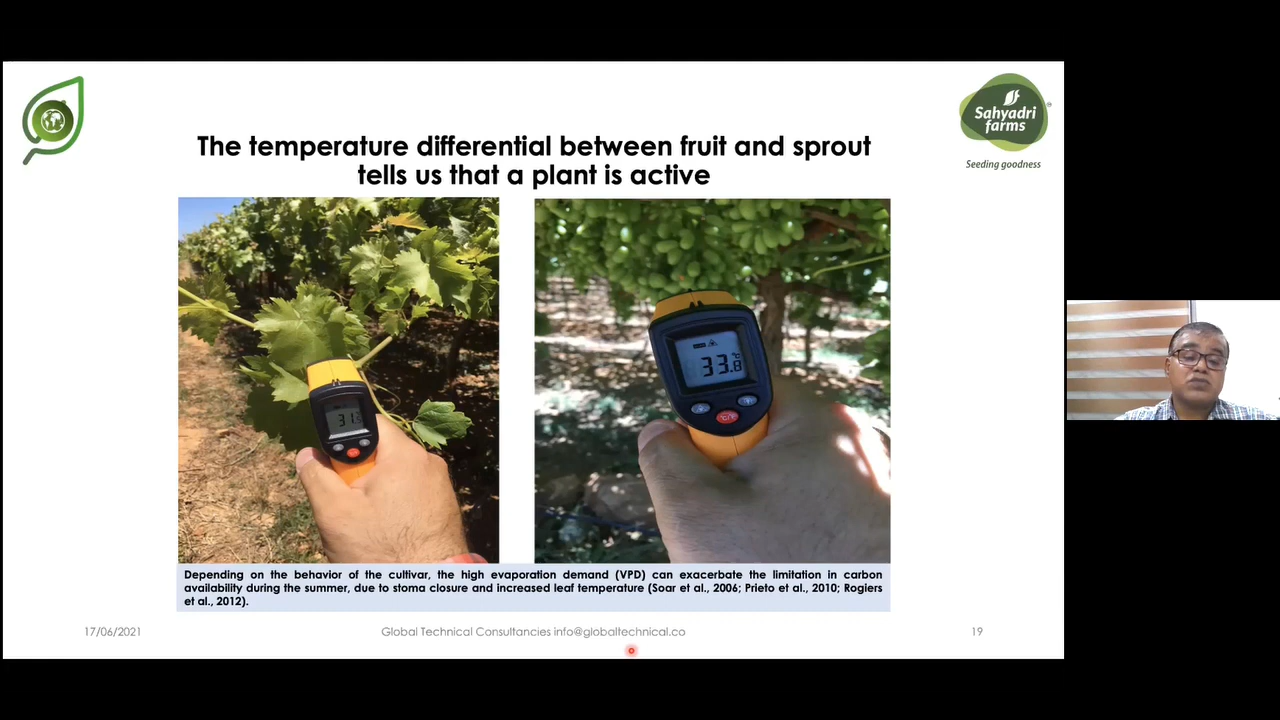 Sahyadri
farms
Seeding goodness
The temperature differential between fruit and sprout
tells us that a plant is active
33.8
°C
°C/°F
Depending on the behavior of the cultivar, the high evaporation demand (VPD) can exacerbate the limitation in carbon
availability during the summer, due to stoma closure and increased leaf temperature (Soar et al., 2006; Prieto et al., 2010; Rogiers
et al., 2012).
17/06/2021
Global Technical Consultancies info@globaltechnical.co
19